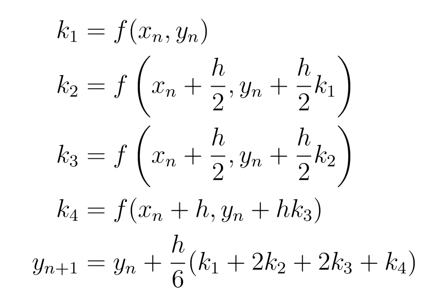 k₁ = f(xₙ, yₙ)
k₂ = f(xₙ + h/2, yₙ + h/2 k₁)
k₃ = f(xₙ + h/2, yₙ + h/2 k₂)
k₄ = f(xₙ + h, yₙ + hk₃)
yₙ₊₁ = yₙ + h/6 (k₁ + 2k₂ + 2k₃ + k₄)